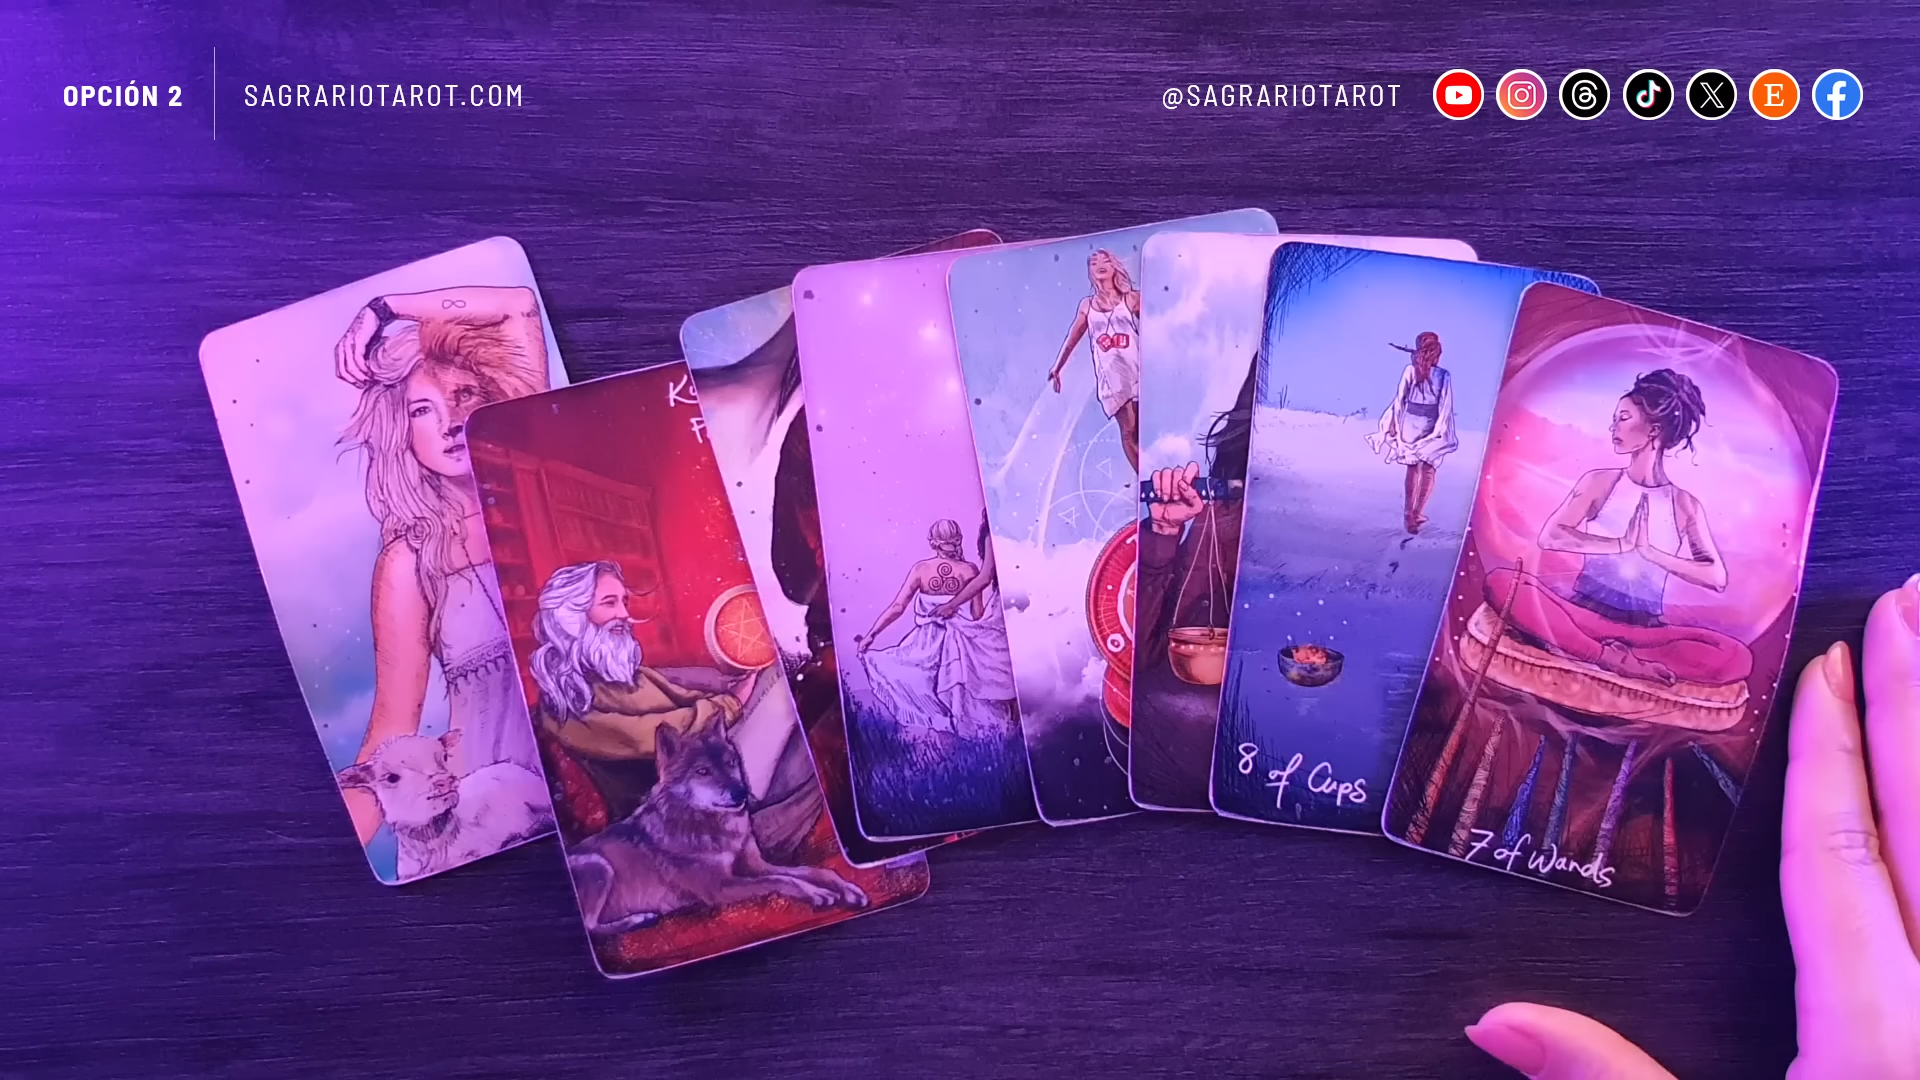 OPCIÓN 2
SAGRARIOTAROT.COM
@SAGRARIOTAROT
8 of Cups
7 of Wands